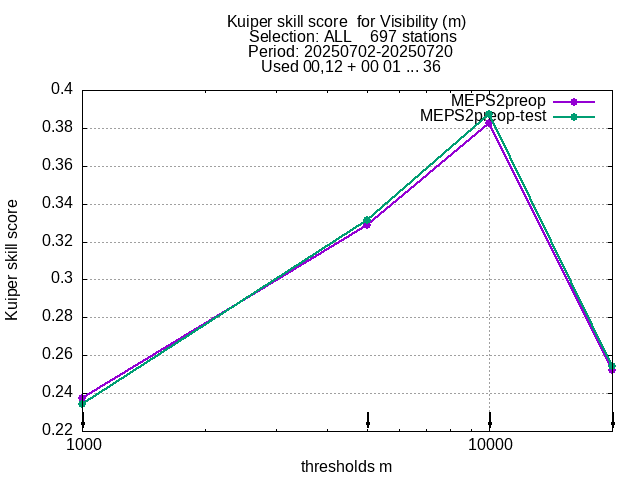 Kuiper skill score  for Visibility (m)
Selection: ALL    697 stations
Period: 20250702-20250720
Used 00,12 + 00 01 ... 36
MEPS2preop
MEPS2preop-test
0.4
0.38
0.36
0.34
0.32
0.3
0.28
0.26
0.24
0.22
Kuiper skill score
1000
10000
thresholds m